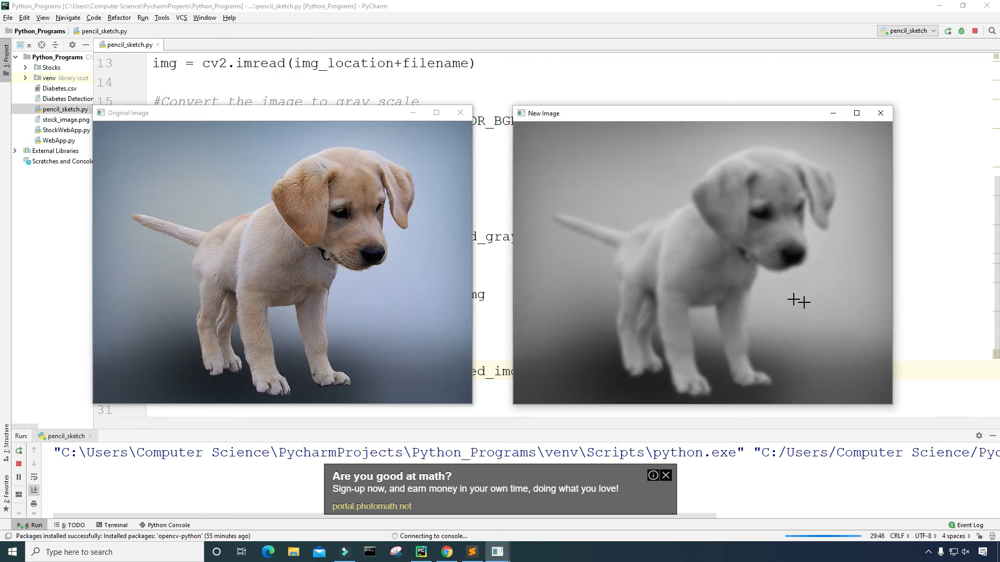 Python_Programs [C:\Users\Computer Science\PycharmProjects\Python_Programs] - ...\pencil_sketch.py [Python_Programs] - PyCharm
File Edit View Navigate Code Refactor Run Tools VCS Window Help
Python_Programs pencil_sketch.py
pencil_sketch
1: Project
pencil_sketch.py
Python_Programs C:\
Stocks
venv library root
Diabetes.csv
Diabetes Detection
pencil_sketch.py
stock_image.png
StockWebApp.py
WebApp.py
External Libraries
Scratches and Console
13 img = cv2.imread(img_location+filename)
14
15 #Convert the image to gray scale
OR_BG
d_gray
mg
ed_img
31
Original Image
New Image
7: Structure
2: Favorites
Run: pencil_sketch
"C:\Users\Computer Science\PycharmProjects\Python_Programs\venv\Scripts\python.exe" "C:/Users/Computer Science/Pyc
Are you good at math?
Sign-up now, and earn money in your own time, doing what you love!
portal.photomath.net
4: Run 6: TODO Terminal Python Console
1 Event Log
Packages installed successfully: Installed packages: 'opencv-python' (55 minutes ago)
Connecting to console...
29:46 CRLF UTF-8 4 spaces
Type here to search